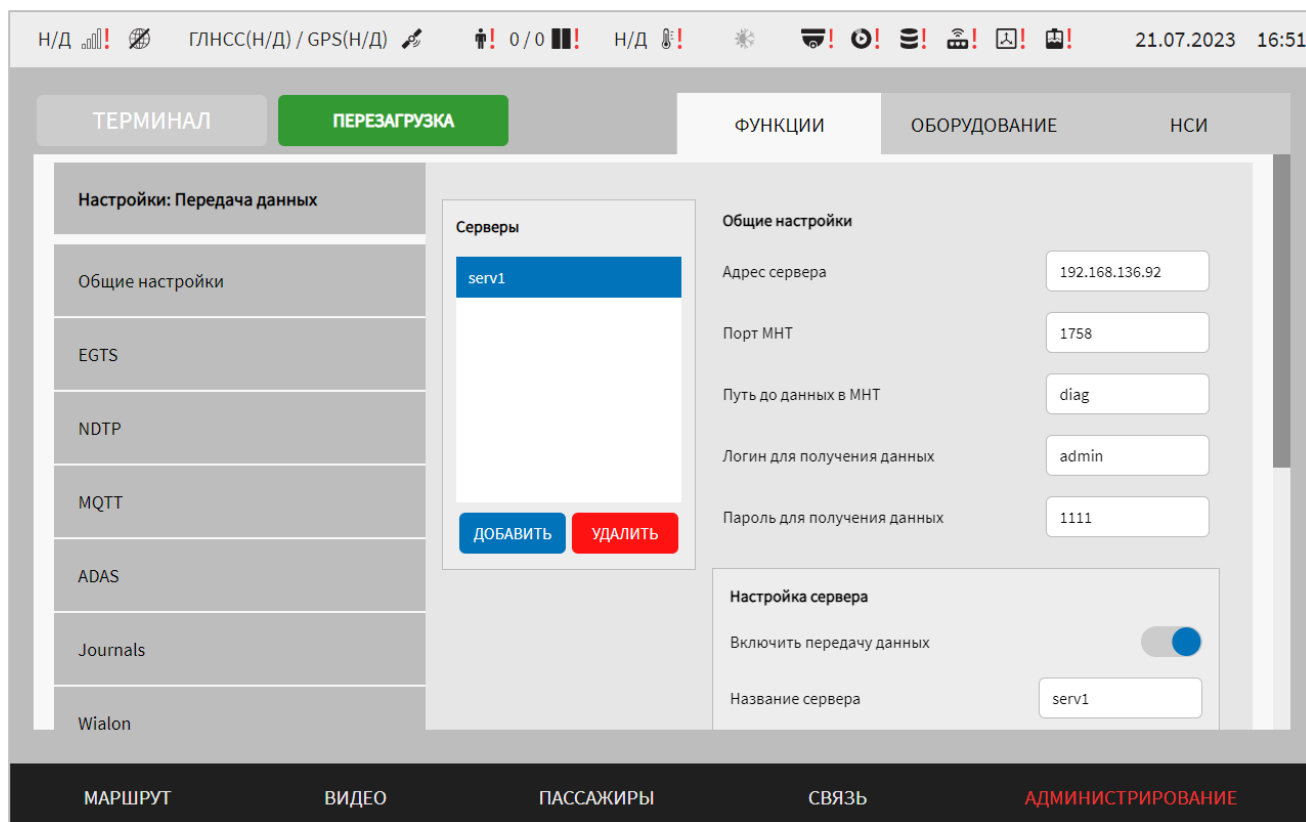 Н/Д ! ГЛНСС(Н/Д) / GPS(Н/Д) ! 0 / 0 ! Н/Д ! ! ! ! ! ! ! 21.07.2023 16:51
ТЕРМИНАЛ ПЕРЕЗАГРУЗКА ФУНКЦИИ ОБОРУДОВАНИЕ НСИ
Настройки: Передача данных
Общие настройки
EGTS
NDTP
MQTT
ADAS
Journals
Wialon
Серверы
serv1
ДОБАВИТЬ УДАЛИТЬ
Общие настройки
Адрес сервера 192.168.136.92
Порт МНТ 1758
Путь до данных в МНТ diag
Логин для получения данных admin
Пароль для получения данных 1111
Настройка сервера
Включить передачу данных
Название сервера serv1
МАРШРУТ ВИДЕО ПАССАЖИРЫ СВЯЗЬ АДМИНИСТРИРОВАНИЕ